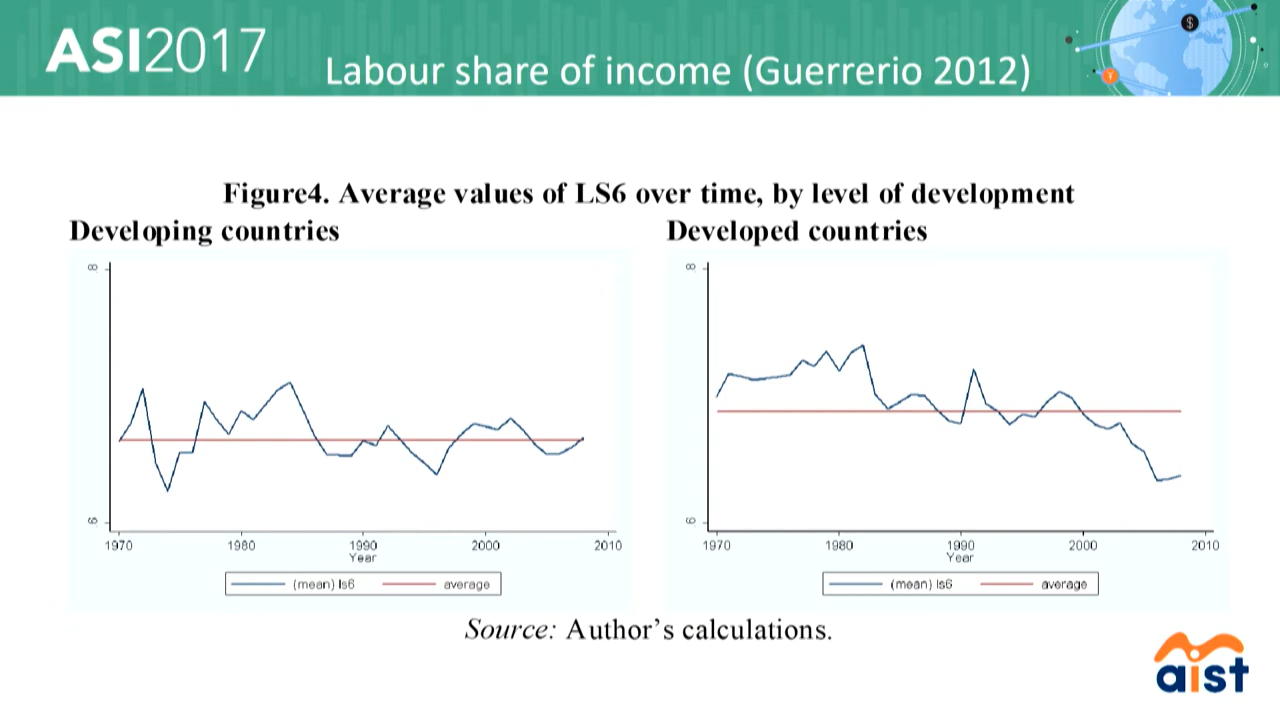 ASI2017
Labour share of income (Guerrerio 2012)
$
¥
Figure4. Average values of LS6 over time, by level of development
Developing countries
Developed countries
8
6
1970 1980 1990 2000 2010
Year
(mean) ls6 average
8
6
1970 1980 1990 2000 2010
Year
(mean) ls6 average
Source: Author's calculations.
aist